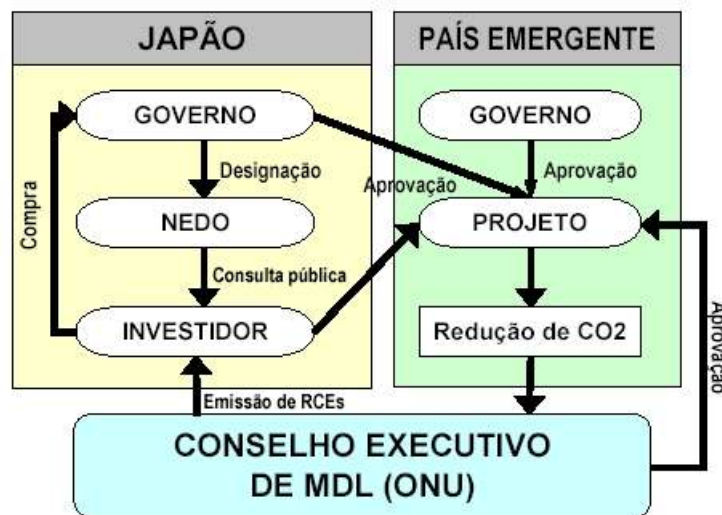 JAPÃO
PAÍS EMERGENTE
GOVERNO
GOVERNO
Designação
Aprovação
Aprovação
Compra
NEDO
PROJETO
Consulta pública
INVESTIDOR
Redução de CO2
Aprovação
Emissão de RCEs
CONSELHO EXECUTIVO
DE MDL (ONU)